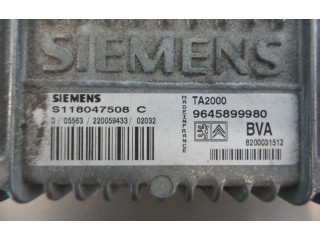 SIEMENS
SIEMENS
S118047508 C
0 / 05563 / 220059433 / 02032
MADE IN FRANCE
TA2000
9645899980
BVA
8200031512